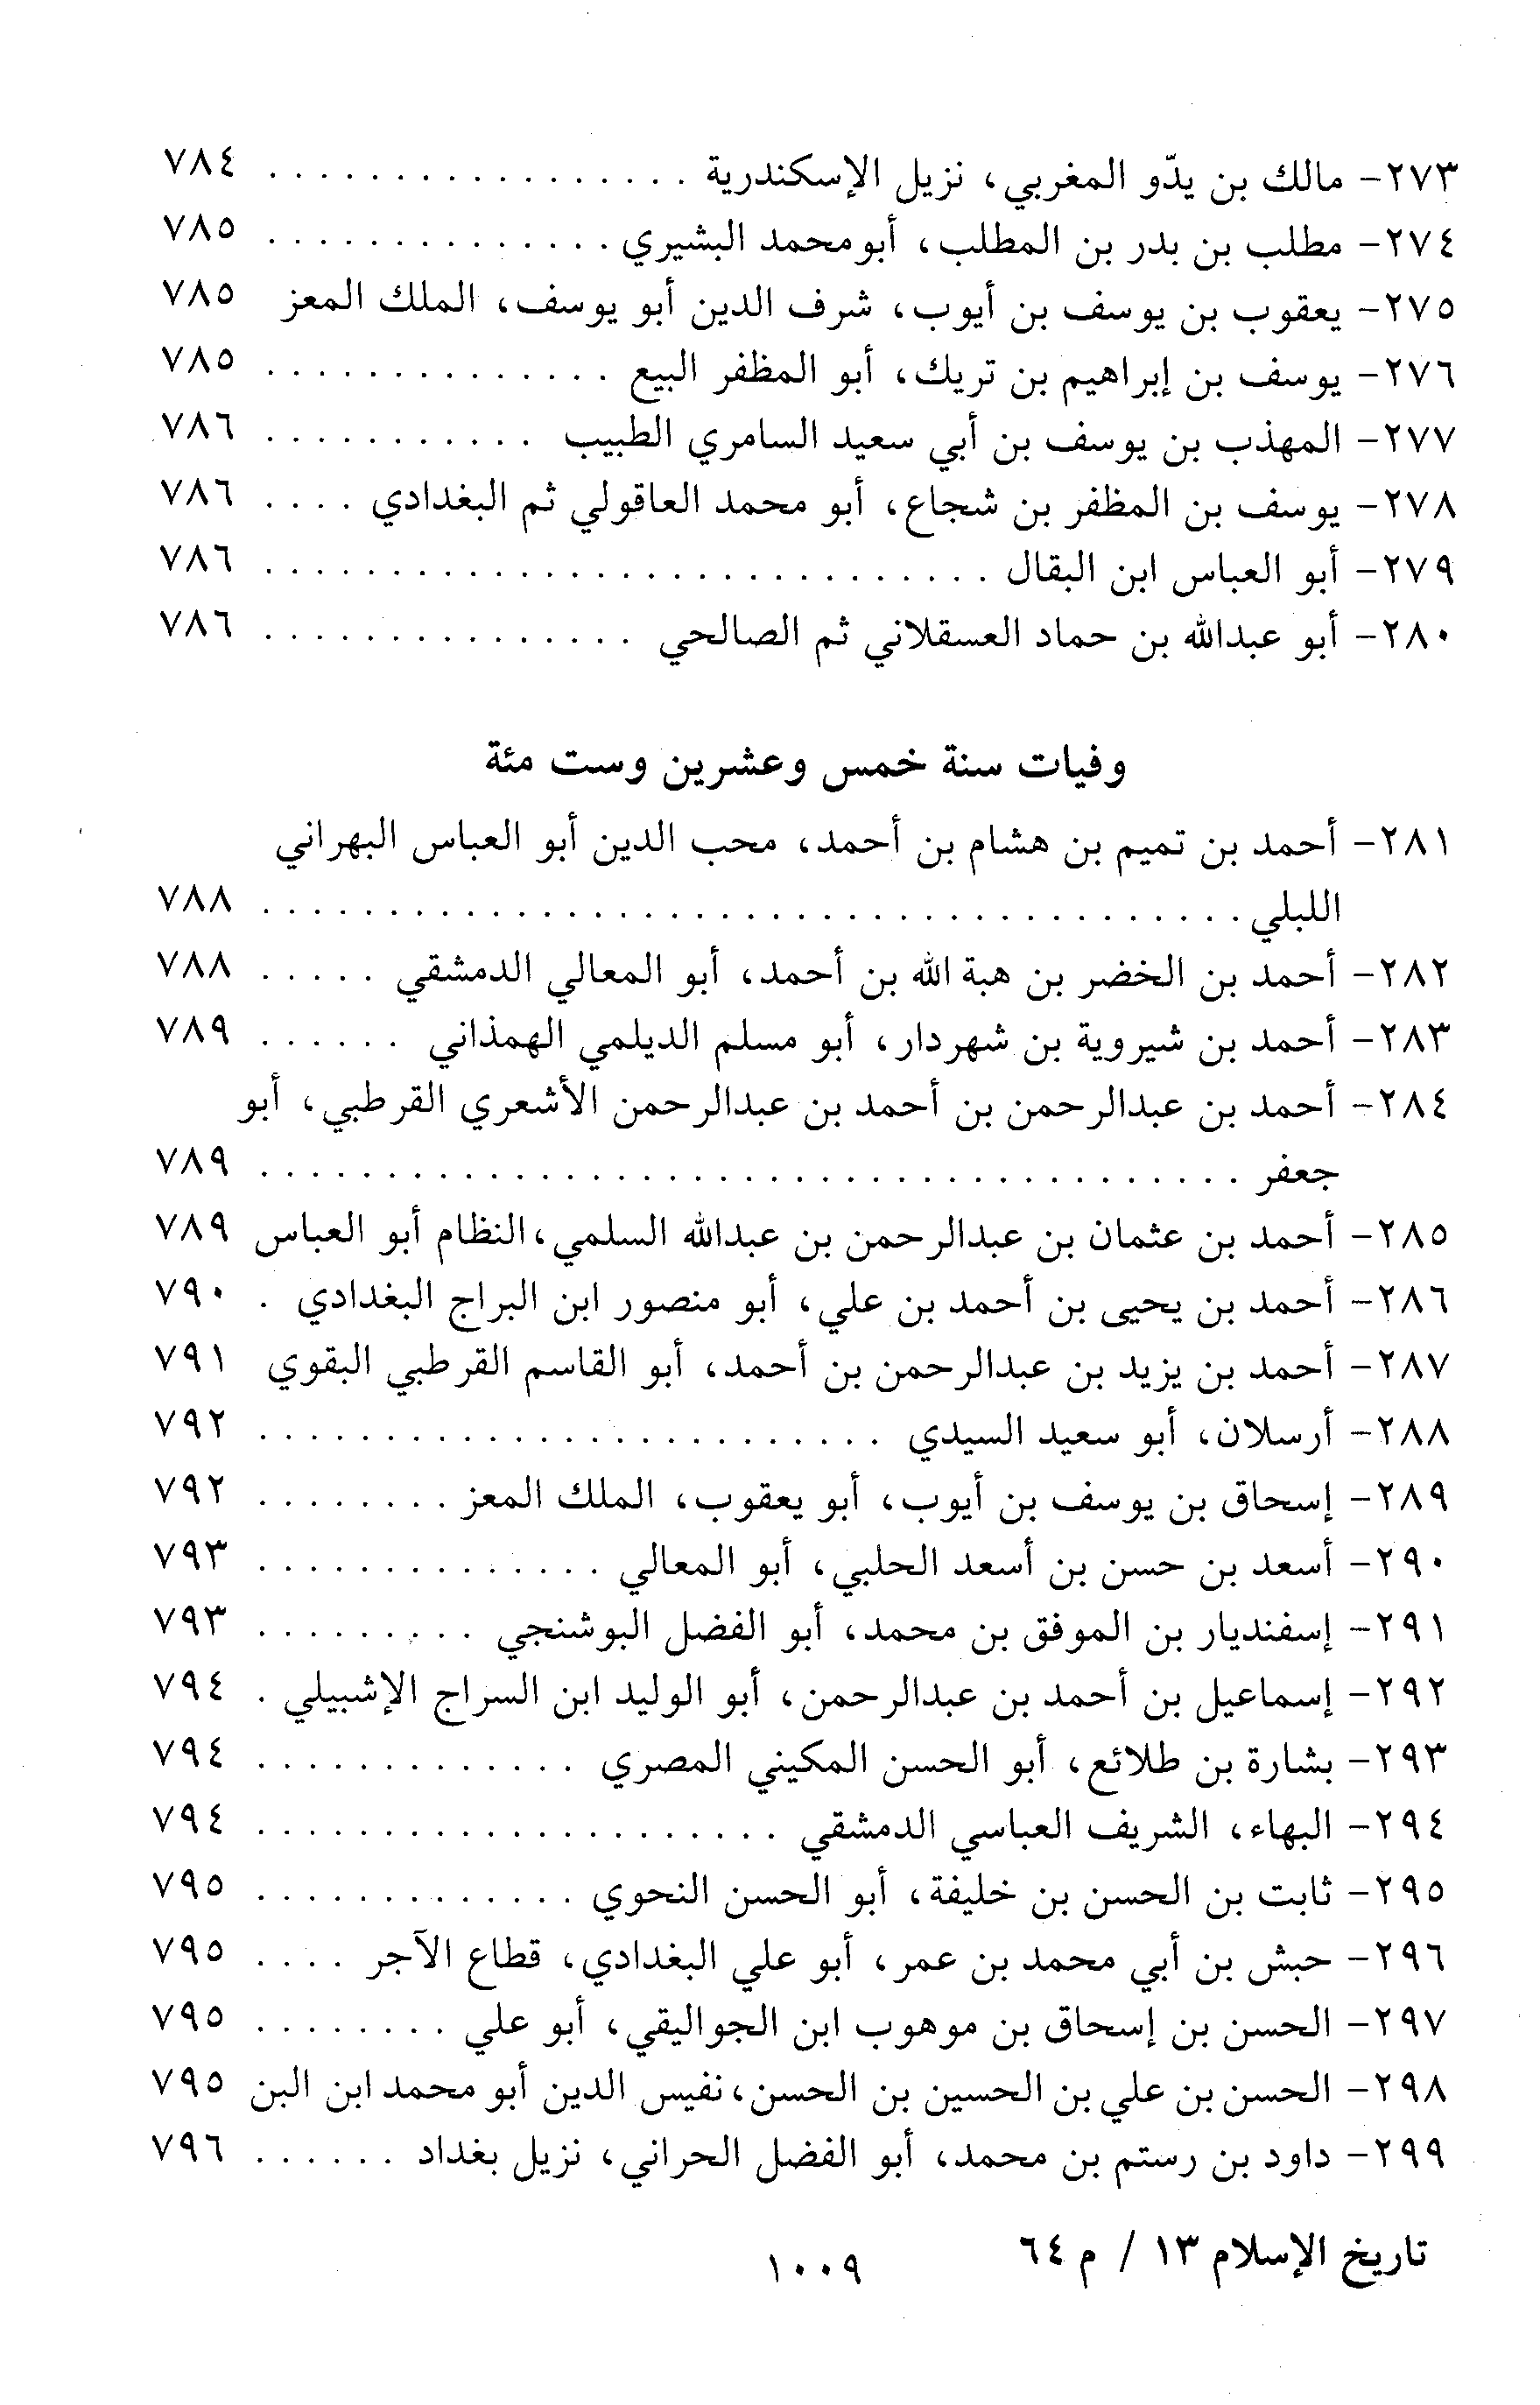 ٢٧٣- مالك بن يدّو المغربي، نزيل الإسكندرية . . . . . . . . . . . . . . . . . ٧٨٤
٢٧٤- مطلب بن بدر بن المطلب، أبومحمد البشيري . . . . . . . . . . . . . . ٧٨٥
٢٧٥- يعقوب بن يوسف بن أيوب، شرف الدين أبو يوسف، الملك المعز ٧٨٥
٢٧٦- يوسف بن إبراهيم بن تريك، أبو المظفر البيع . . . . . . . . . . . . . . ٧٨٥
٢٧٧- المهذب بن يوسف بن أبي سعيد السامري الطبيب . . . . . . . . . . . ٧٨٦
٢٧٨- يوسف بن المظفر بن شجاع، أبو محمد العاقولي ثم البغدادي . . . . ٧٨٦
٢٧٩- أبو العباس ابن البقال . . . . . . . . . . . . . . . . . . . . . . . . . . . . . ٧٨٦
٢٨٠- أبو عبدالله بن حماد العسقلاني ثم الصالحي . . . . . . . . . . . . . . . ٧٨٦
وفيات سنة خمس وعشرين وست مئة
٢٨١- أحمد بن تميم بن هشام بن أحمد، محب الدين أبو العباس البهراني
اللبلي . . . . . . . . . . . . . . . . . . . . . . . . . . . . . . . . . . . . . . . ٧٨٨
٢٨٢- أحمد بن الخضر بن هبة الله بن أحمد، أبو المعالي الدمشقي . . . . . ٧٨٨
٢٨٣- أحمد بن شيروية بن شهردار، أبو مسلم الديلمي الهمذاني . . . . . . ٧٨٩
٢٨٤- أحمد بن عبدالرحمن بن أحمد بن عبدالرحمن الأشعري القرطبي، أبو
جعفر . . . . . . . . . . . . . . . . . . . . . . . . . . . . . . . . . . . . . . . ٧٨٩
٢٨٥- أحمد بن عثمان بن عبدالرحمن بن عبدالله السلمي،النظام أبو العباس ٧٨٩
٢٨٦- أحمد بن يحيى بن أحمد بن علي، أبو منصور ابن البراج البغدادي . ٧٩٠
٢٨٧- أحمد بن يزيد بن عبدالرحمن بن أحمد، أبو القاسم القرطبي البقوي ٧٩١
٢٨٨- أرسلان، أبو سعيد السيدي . . . . . . . . . . . . . . . . . . . . . . . . . ٧٩٢
٢٨٩- إسحاق بن يوسف بن أيوب، أبو يعقوب، الملك المعز . . . . . . . . ٧٩٢
٢٩٠- أسعد بن حسن بن أسعد الحلبي، أبو المعالي . . . . . . . . . . . . . . ٧٩٣
٢٩١- إسفنديار بن الموفق بن محمد، أبو الفضل البوشنجي . . . . . . . . . ٧٩٣
٢٩٢- إسماعيل بن أحمد بن عبدالرحمن، أبو الوليد ابن السراج الإشبيلي . ٧٩٤
٢٩٣- بشارة بن طلائع، أبو الحسن المكيني المصري . . . . . . . . . . . . . ٧٩٤
٢٩٤- البهاء، الشريف العباسي الدمشقي . . . . . . . . . . . . . . . . . . . . . ٧٩٤
٢٩٥- ثابت بن الحسن بن خليفة، أبو الحسن النحوي . . . . . . . . . . . . . ٧٩٥
٢٩٦- حبش بن أبي محمد بن عمر، أبو علي البغدادي، قطاع الآجر . . . . ٧٩٥
٢٩٧- الحسن بن إسحاق بن موهوب ابن الجواليقي، أبو علي . . . . . . . . ٧٩٥
٢٩٨- الحسن بن علي بن الحسين بن الحسن،نفيس الدين أبو محمد ابن البن ٧٩٥
٢٩٩- داود بن رستم بن محمد، أبو الفضل الحراني، نزيل بغداد . . . . . . ٧٩٦
تاريخ الإسلام ١٣ / م ٦٤
١٠٠٩